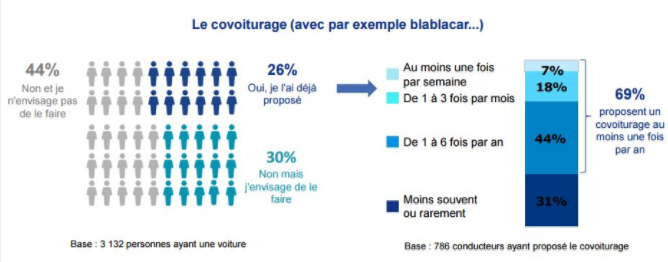 Le covoiturage (avec par exemple blablacar...)
44%
Non et je
n'envisage pas
de le faire
26%
Oui, je l'ai déjà
proposé
30%
Non mais
j'envisage de le
faire
Base : 3 132 personnes ayant une voiture
Au moins une fois
par semaine
De 1 à 3 fois par mois
De 1 à 6 fois par an
Moins souvent
ou rarement
7%
18%
44%
31%
69%
proposent un
covoiturage au
moins une fois
par an
Base : 786 conducteurs ayant proposé le covoiturage